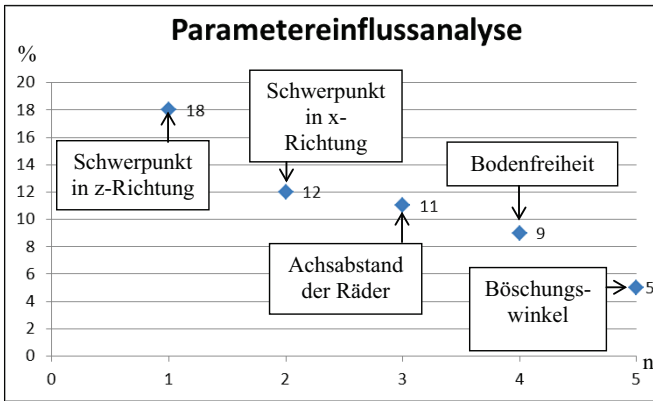 Parametereinflussanalyse
%
20
18
16
14
12
10
8
6
4
2
0
18
12
11
9
5
Schwerpunkt
in z-Richtung
Schwerpunkt
in x-
Richtung
Achsabstand
der Räder
Bodenfreiheit
Böschungs-
winkel
0 1 2 3 4 5
n